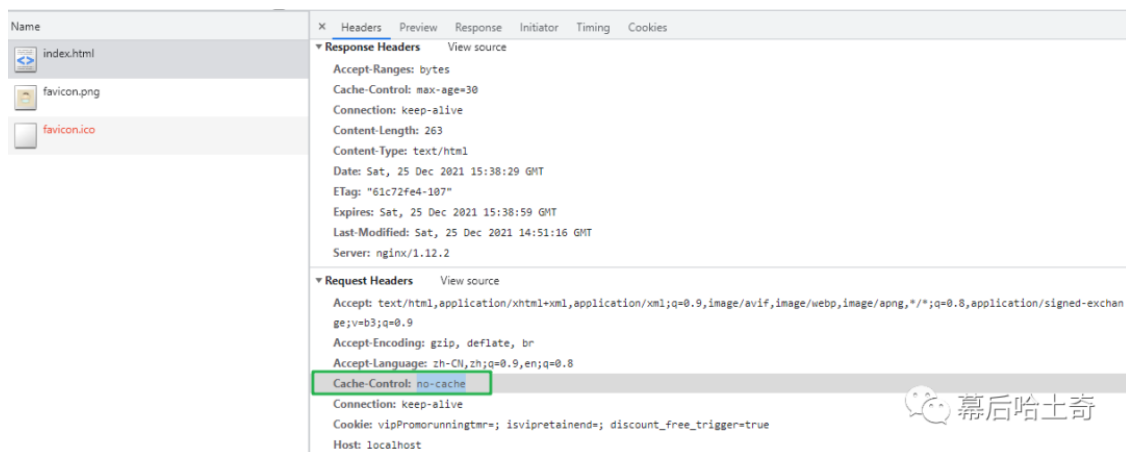 Name
index.html
favicon.png
favicon.ico
× Headers Preview Response Initiator Timing Cookies
▼ Response Headers View source
Accept-Ranges: bytes
Cache-Control: max-age=30
Connection: keep-alive
Content-Length: 263
Content-Type: text/html
Date: Sat, 25 Dec 2021 15:38:29 GMT
ETag: "61c72fe4-107"
Expires: Sat, 25 Dec 2021 15:38:59 GMT
Last-Modified: Sat, 25 Dec 2021 14:51:16 GMT
Server: nginx/1.12.2
▼ Request Headers View source
Accept: text/html,application/xhtml+xml,application/xml;q=0.9,image/avif,image/webp,image/apng,*/*;q=0.8,application/signed-exchan
ge;v=b3;q=0.9
Accept-Encoding: gzip, deflate, br
Accept-Language: zh-CN,zh;q=0.9,en;q=0.8
Cache-Control: no-cache
Connection: keep-alive
Cookie: vipPromorunningtmr=; isvipretainend=; discount_free_trigger=true
Host: localhost
幕后哈土奇